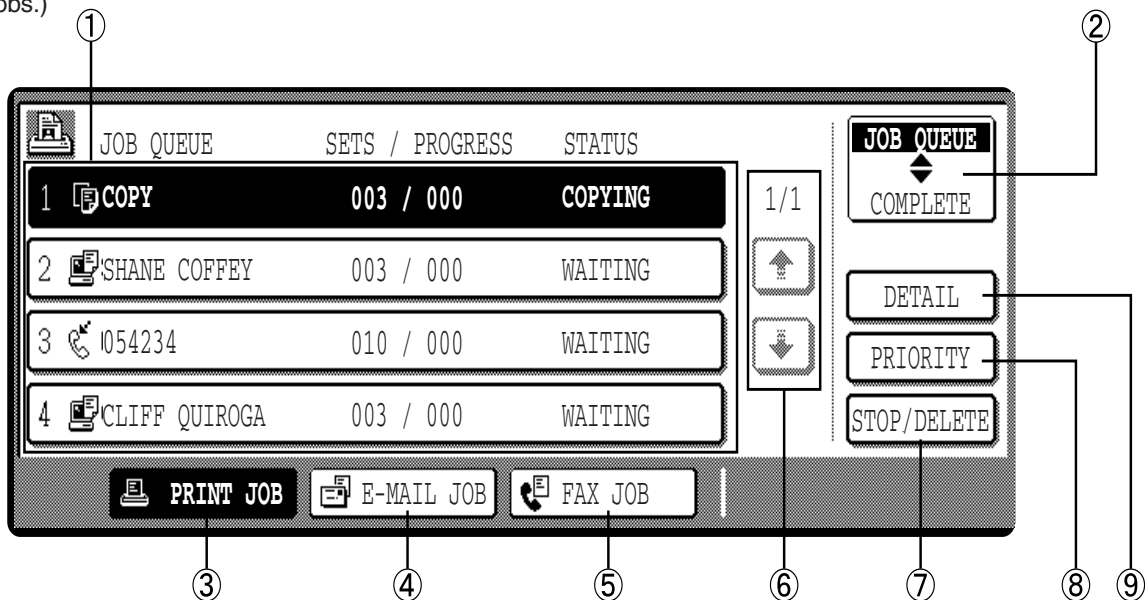 obs.)
① ②
JOB QUEUE SETS / PROGRESS STATUS
1 COPY 003 / 000 COPYING
2 SHANE COFFEY 003 / 000 WAITING
3 054234 010 / 000 WAITING
4 CLIFF QUIROGA 003 / 000 WAITING
1/1
JOB QUEUE
COMPLETE
DETAIL
PRIORITY
STOP/DELETE
PRINT JOB E-MAIL JOB FAX JOB
③ ④ ⑤ ⑥ ⑦ ⑧ ⑨